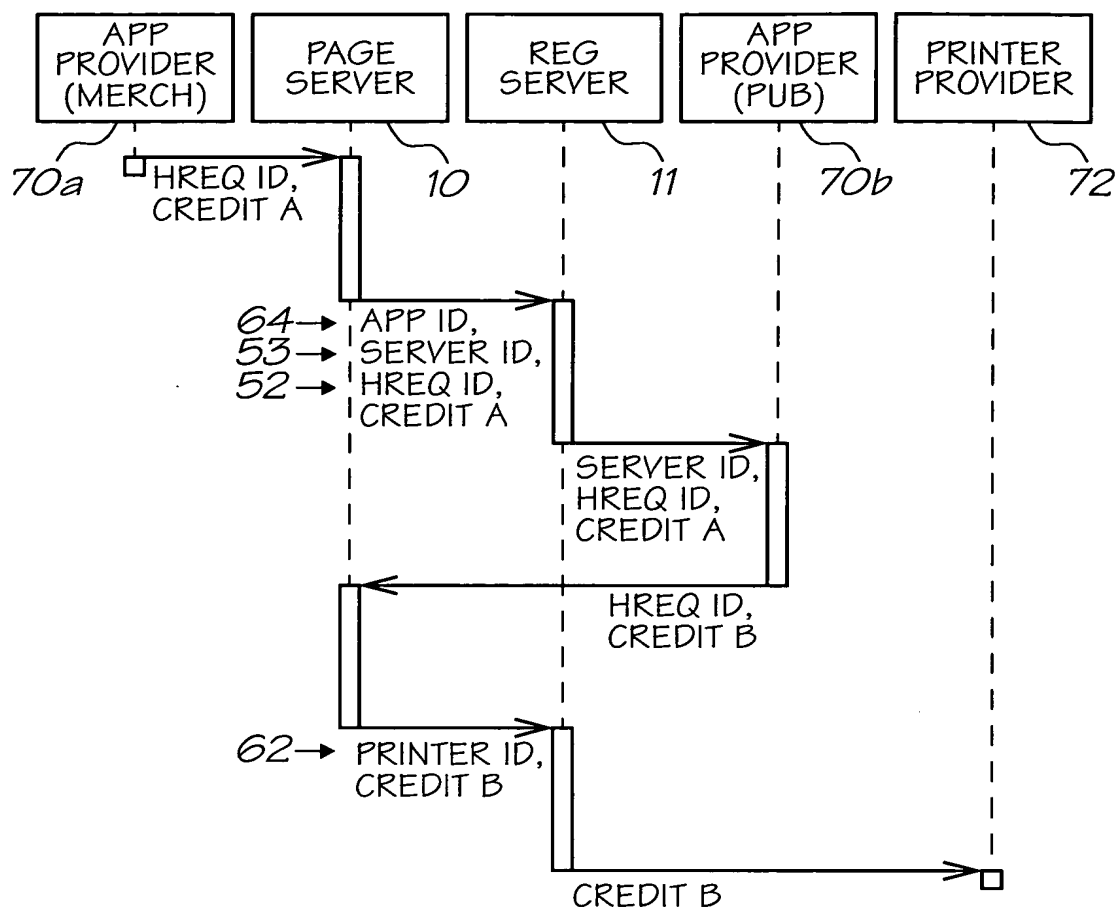 APP
PROVIDER
(MERCH)
PAGE
SERVER
REG
SERVER
APP
PROVIDER
(PUB)
PRINTER
PROVIDER
70a
10
11
70b
72
HREQ ID,
CREDIT A
64
APP ID,
53
SERVER ID,
52
HREQ ID,
CREDIT A
SERVER ID,
HREQ ID,
CREDIT A
HREQ ID,
CREDIT B
62
PRINTER ID,
CREDIT B
CREDIT B